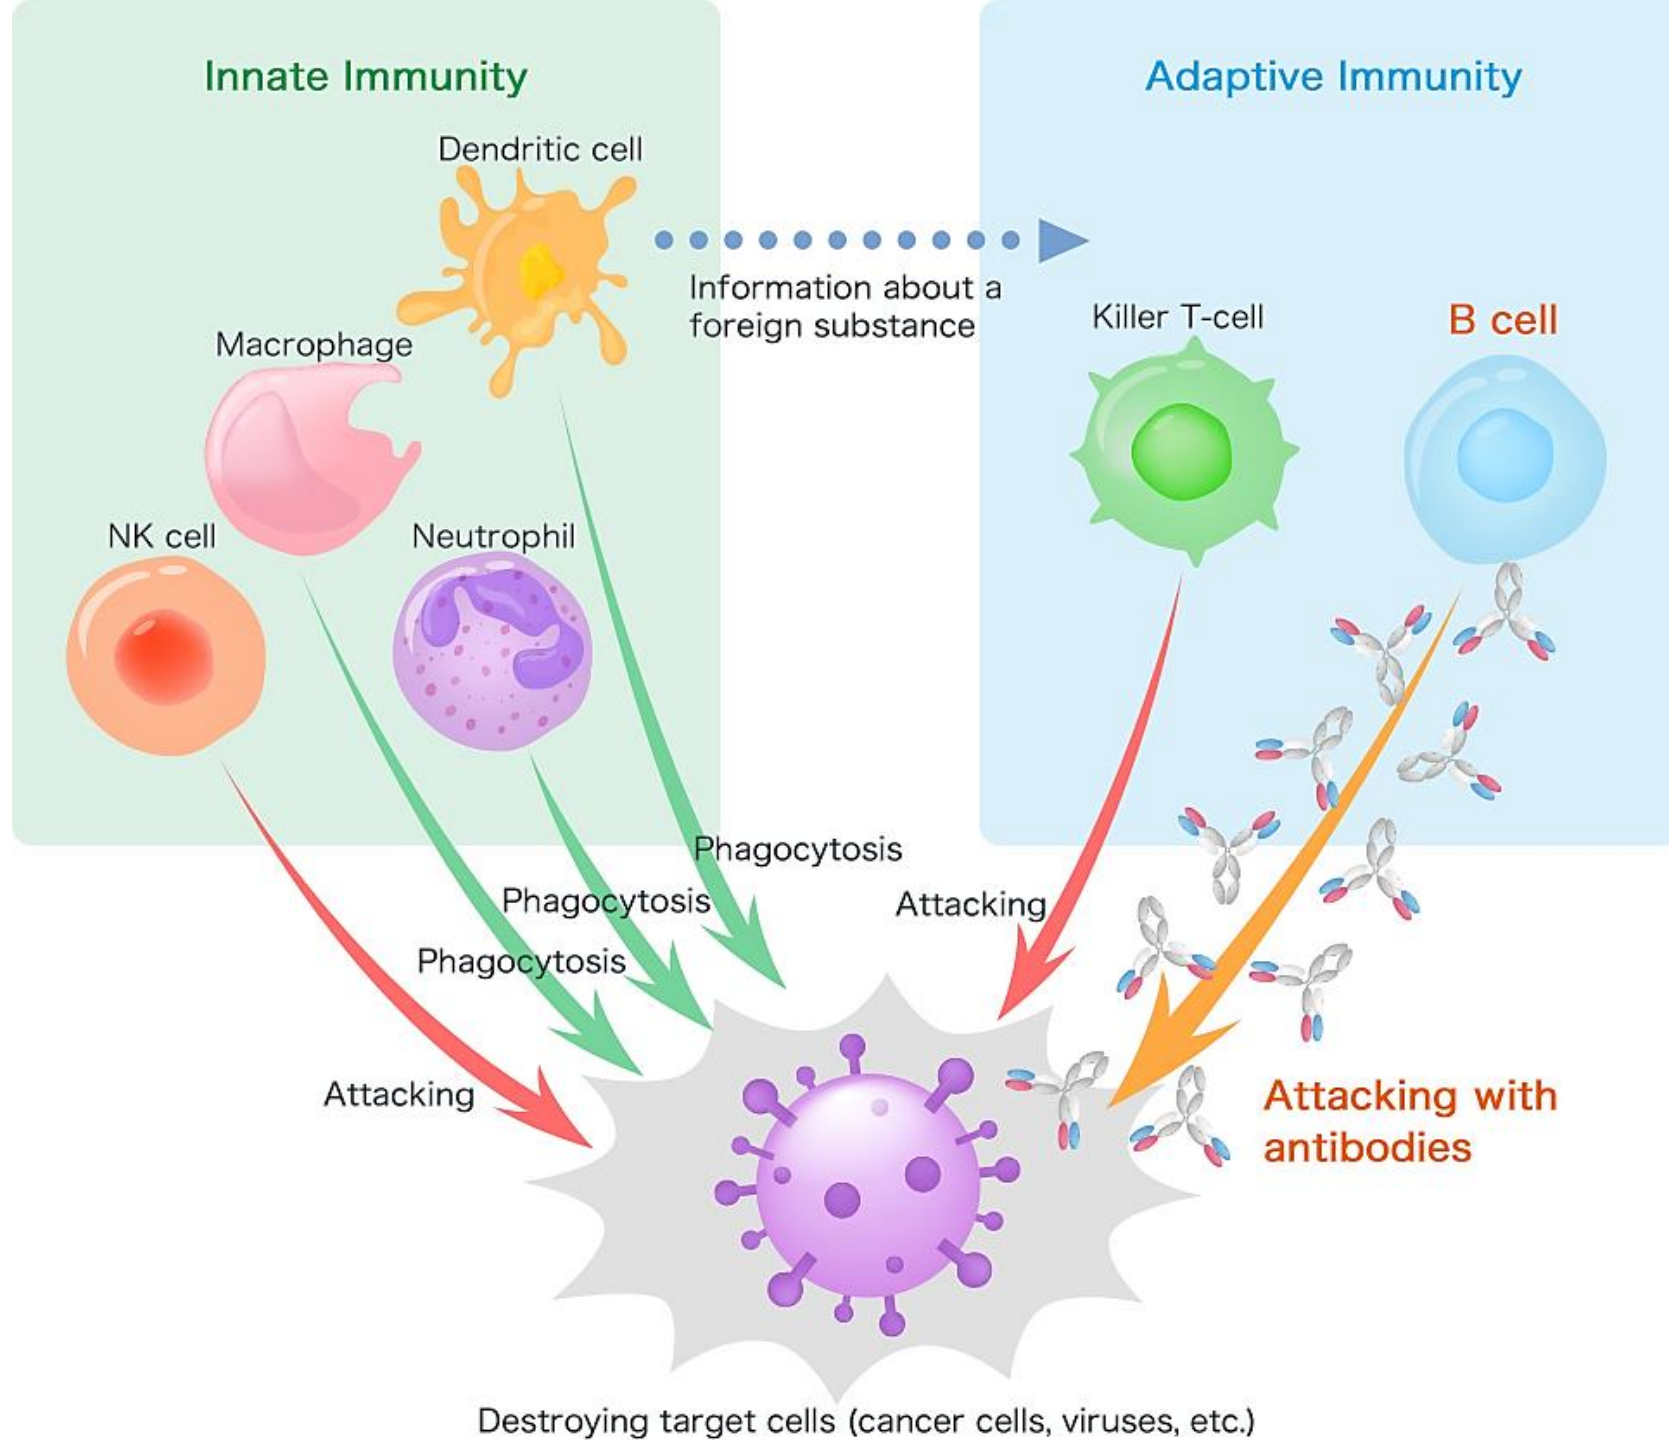 Innate Immunity
Adaptive Immunity
Dendritic cell
Information about a
foreign substance
Killer T-cell
B cell
Macrophage
NK cell
Neutrophil
Phagocytosis
Phagocytosis
Attacking
Phagocytosis
Attacking
Attacking with
antibodies
Destroying target cells (cancer cells, viruses, etc.)